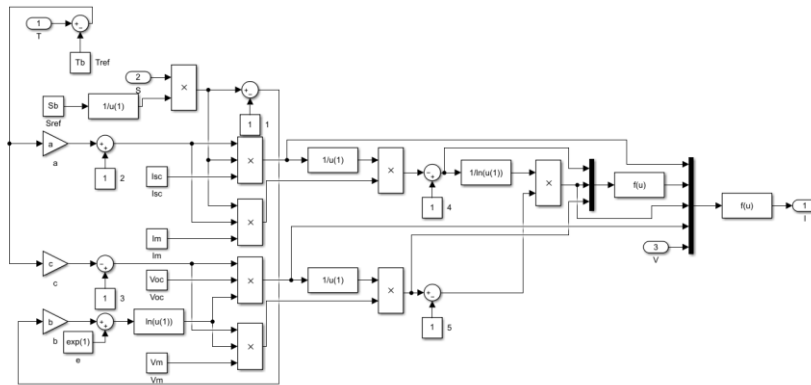 1
T
Tb
Tref
2
S
Sb
Sref
1/u(1)
×
1
1
a
a
1
2
Isc
Isc
×
1/u(1)
×
1
4
1/ln(u(1))
×
f(u)
f(u)
1
I
Im
Im
×
3
V
c
c
1
3
Voc
Voc
×
1/u(1)
×
1
5
b
b
exp(1)
e
ln(u(1))
Vm
Vm
×